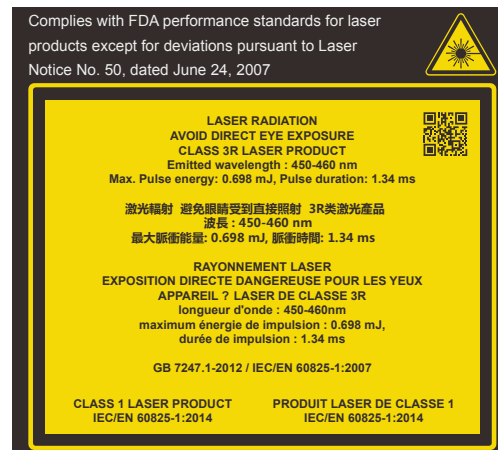 Complies with FDA performance standards for laser
products except for deviations pursuant to Laser
Notice No. 50, dated June 24, 2007
LASER RADIATION
AVOID DIRECT EYE EXPOSURE
CLASS 3R LASER PRODUCT
Emitted wavelength : 450-460 nm
Max. Pulse energy: 0.698 mJ, Pulse duration: 1.34 ms
激光輻射 避免眼睛受到直接照射 3R类激光產品
波長 : 450-460 nm
最大脈衝能量: 0.698 mJ, 脈衝時間: 1.34 ms
RAYONNEMENT LASER
EXPOSITION DIRECTE DANGEREUSE POUR LES YEUX
APPAREIL ? LASER DE CLASSE 3R
longueur d'onde : 450-460nm
maximum énergie de impulsion : 0.698 mJ,
durée de impulsion : 1.34 ms
GB 7247.1-2012 / IEC/EN 60825-1:2007
CLASS 1 LASER PRODUCT PRODUIT LASER DE CLASSE 1
IEC/EN 60825-1:2014 IEC/EN 60825-1:2014